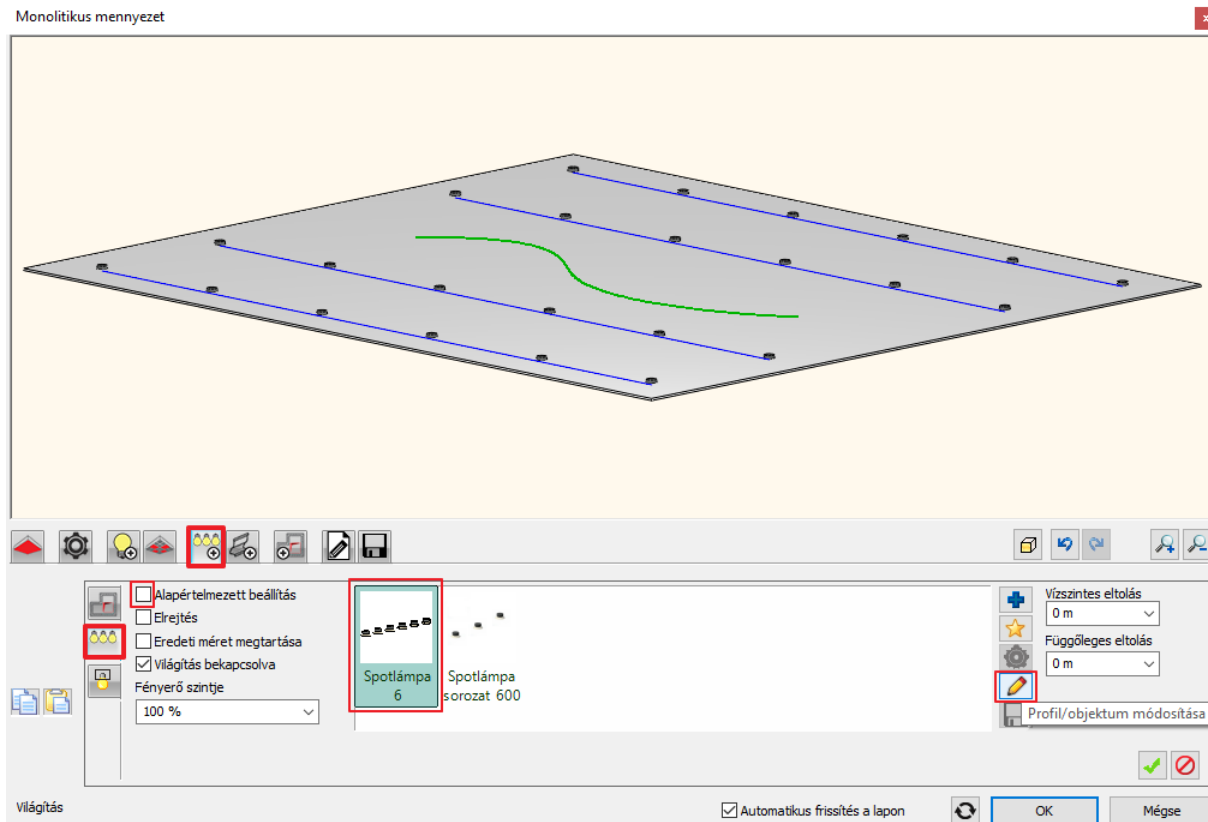 Monolitikus mennyezet
Alapértelmezett beállítás
Elrejtés
Eredeti méret megtartása
Világítás bekapcsolva
Fényerő szintje
100 %
Spotlámpa
6
Spotlámpa
sorozat 600
Vízszintes eltolás
0 m
Függőleges eltolás
0 m
Profil/objektum módosítása
Világítás
Automatikus frissítés a lapon
OK
Mégse